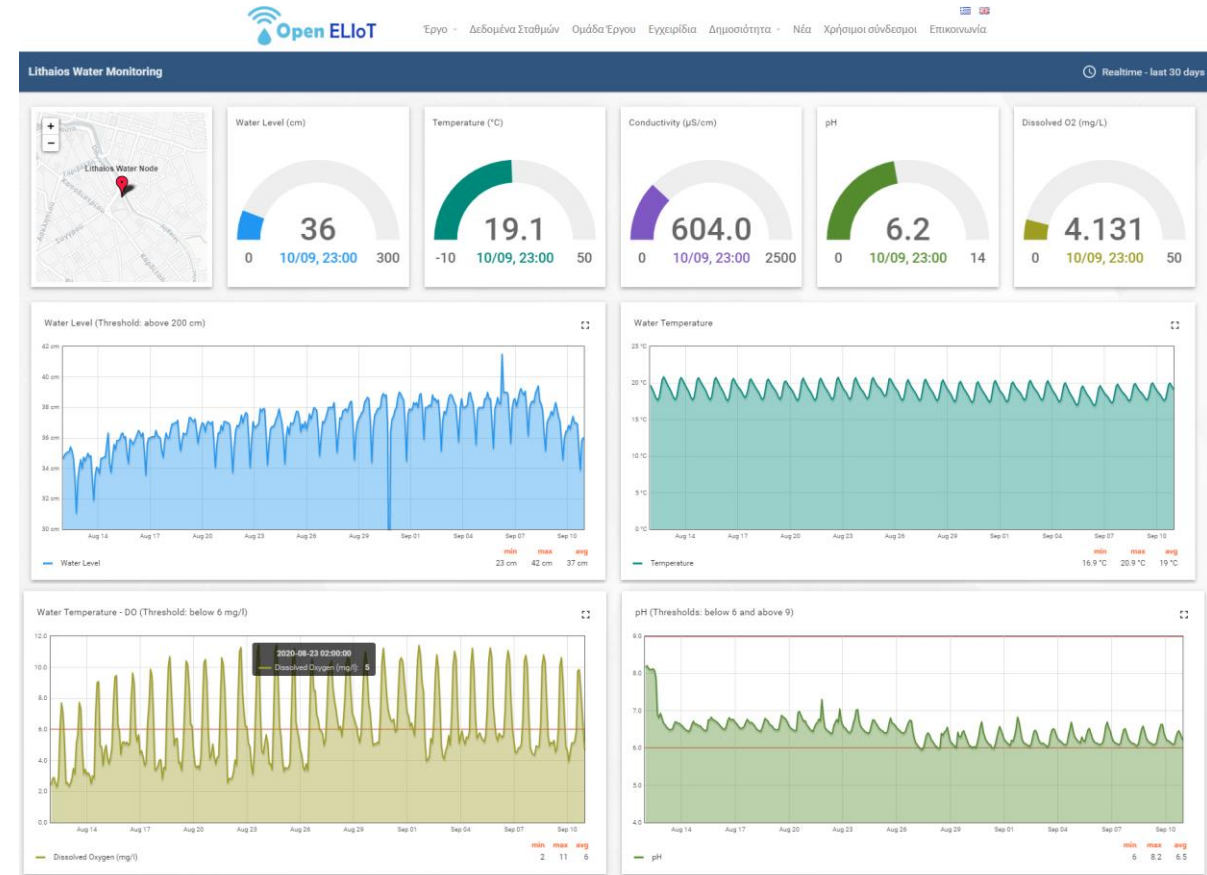 Open ELIoT
Έργο Δεδομένα Σταθμών Ομάδα Έργου Εγχειρίδια Δημοσιότητα Νέα Χρήσιμοι σύνδεσμοι Επικοινωνία
Lithaios Water Monitoring
Realtime - last 30 days
+
−
Lithaios Water Node
Water Level (cm)
36
0 10/09, 23:00 300
Temperature (°C)
19.1
-10 10/09, 23:00 50
Conductivity (μS/cm)
604.0
0 10/09, 23:00 2500
pH
6.2
0 10/09, 23:00 14
Dissolved O2 (mg/L)
4.131
0 10/09, 23:00 50
Water Level (Threshold: above 200 cm)
42 cm
40 cm
38 cm
36 cm
34 cm
32 cm
30 cm
Aug 14 Aug 17 Aug 20 Aug 23 Aug 26 Aug 29 Sep 01 Sep 04 Sep 07 Sep 10
min max avg
Water Level 23 cm 42 cm 37 cm
Water Temperature
25 °C
20 °C
15 °C
10 °C
5 °C
0 °C
Aug 14 Aug 17 Aug 20 Aug 23 Aug 26 Aug 29 Sep 01 Sep 04 Sep 07 Sep 10
min max avg
Temperature 16.9 °C 20.9 °C 19 °C
Water Temperature - DO (Threshold: below 6 mg/l)
12.0
10.0
8.0
6.0
4.0
2.0
0.0
2020-08-23 02:00:00
Dissolved Oxygen (mg/l): 5
Aug 14 Aug 17 Aug 20 Aug 23 Aug 26 Aug 29 Sep 01 Sep 04 Sep 07 Sep 10
min max avg
Dissolved Oxygen (mg/l) 2 11 6
pH (Thresholds: below 6 and above 9)
9.0
8.0
7.0
6.0
5.0
4.0
Aug 14 Aug 17 Aug 20 Aug 23 Aug 26 Aug 29 Sep 01 Sep 04 Sep 07 Sep 10
min max avg
pH 6 8.2 6.5